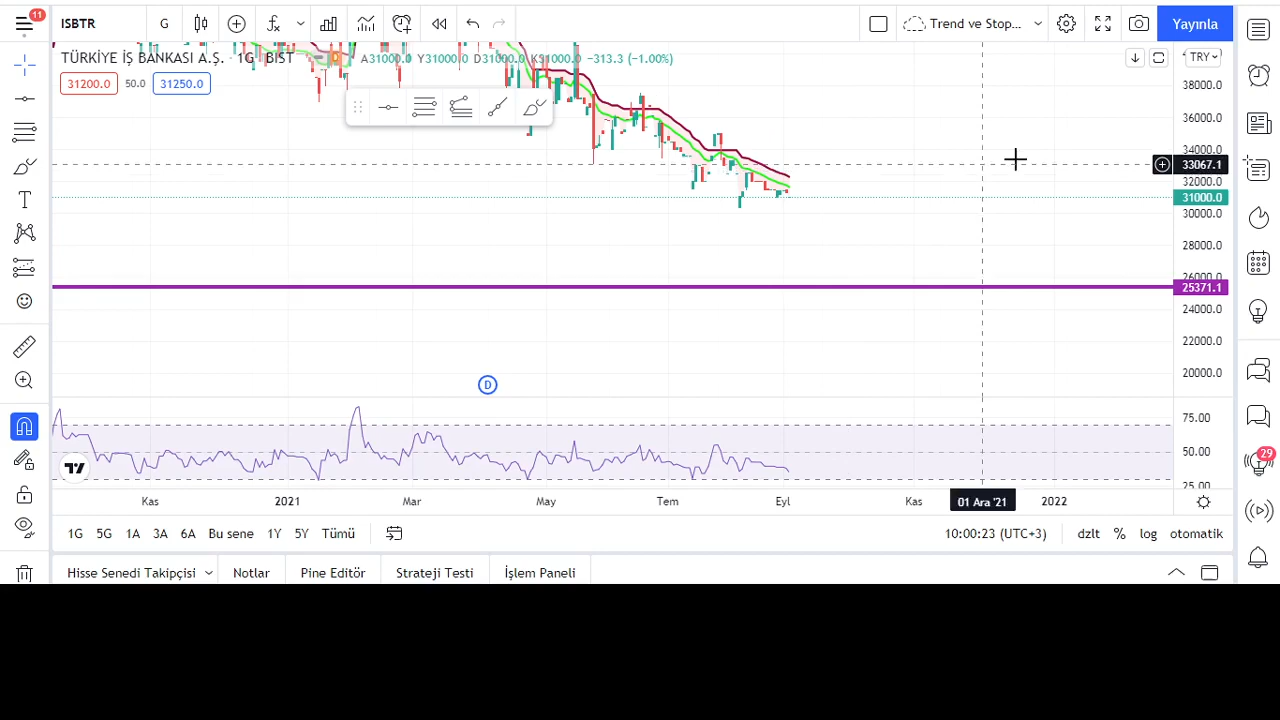 11
ISBTR
G
Trend ve Stop...
Yayınla
TÜRKİYE İŞ BANKASI A.Ş. · 1G · BIST
A31000.0 Y31000.0 D31000.0 K31000.0 −313.3 (−1.00%)
TRY
31200.0 50.0 31250.0
38000.0
36000.0
34000.0
33067.1
32000.0
31000.0
30000.0
28000.0
26000.0
25371.1
24000.0
22000.0
20000.0
D
75.00
50.00
25.00
29
Kas 2021 Mar May Tem Eyl Kas 01 Ara '21 2022
1G 5G 1A 3A 6A Bu sene 1Y 5Y Tümü 10:00:23 (UTC+3) dzlt % log otomatik
Hisse Senedi Takipçisi Notlar Pine Editör Strateji Testi İşlem Paneli